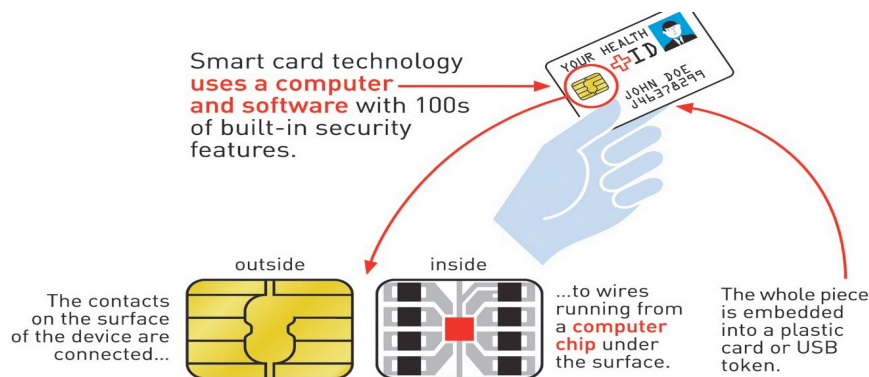 Smart card technology
uses a computer
and software with 100s
of built-in security
features.
YOUR HEALTH
ID
JOHN DOE
J46378299
outside
inside
The contacts
on the surface
of the device are
connected...
...to wires
running from
a computer
chip under
the surface.
The whole piece
is embedded
into a plastic
card or USB
token.